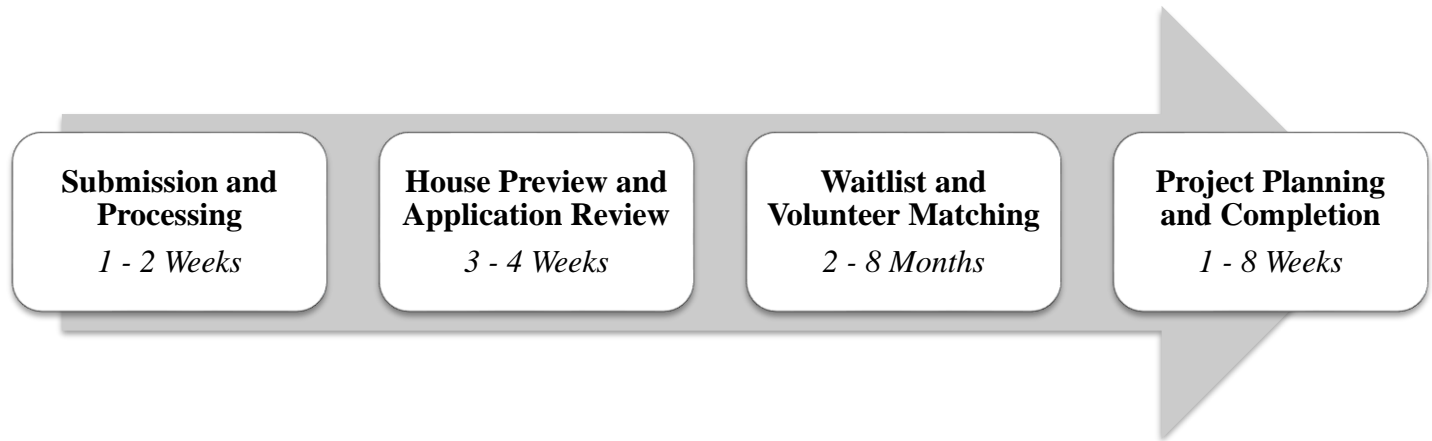 Submission and
Processing
1 - 2 Weeks
House Preview and
Application Review
3 - 4 Weeks
Waitlist and
Volunteer Matching
2 - 8 Months
Project Planning
and Completion
1 - 8 Weeks